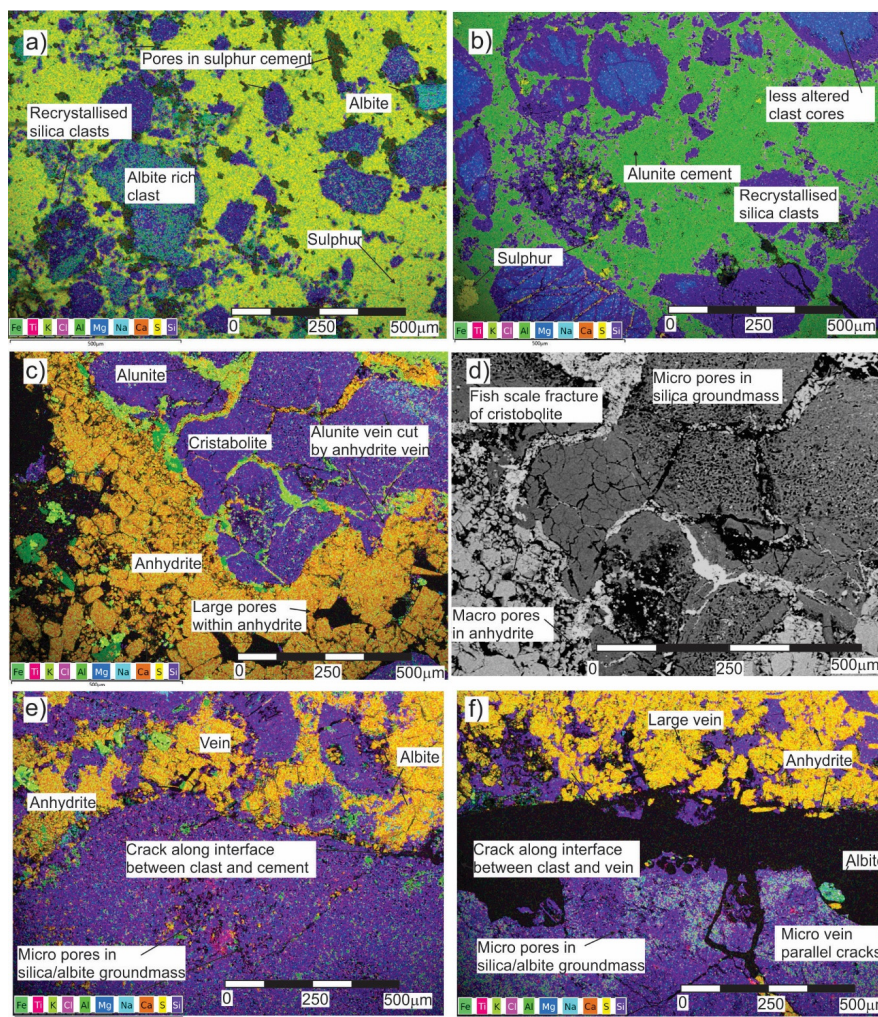 a)
Pores in sulphur cement
Albite
Recrystallised
silica clasts
Albite rich
clast
Sulphur
Fe Ti K Cl Al Mg Na Ca S Si
0 250 500µm
500µm
b)
less altered
clast cores
Alunite cement
Recrystallised
silica clasts
Sulphur
Fe Ti K Cl Al Mg Na Ca S Si
0 250 500µm
500µm
c)
Alunite
Cristabolite
Alunite vein cut
by anhydrite vein
Anhydrite
Large pores
within anhydrite
Fe Ti K Cl Al Mg Na Ca S Si
0 250 500µm
500µm
d)
Micro pores in
silica groundmass
Fish scale fracture
of cristobolite
Macro pores
in anhydrite
0 250 500µm
e)
Vein
Albite
Anhydrite
Crack along interface
between clast and cement
Micro pores in
silica/albite groundmass
Fe Ti K Cl Al Mg Na Ca S Si
0 250 500µm
f)
Large vein
Anhydrite
Crack along interface
between clast and vein
Albite
Micro pores in
silica/albite groundmass
Micro vein
parallel cracks
Fe Ti K Cl Al Mg Na Ca S Si
0 250 500µm